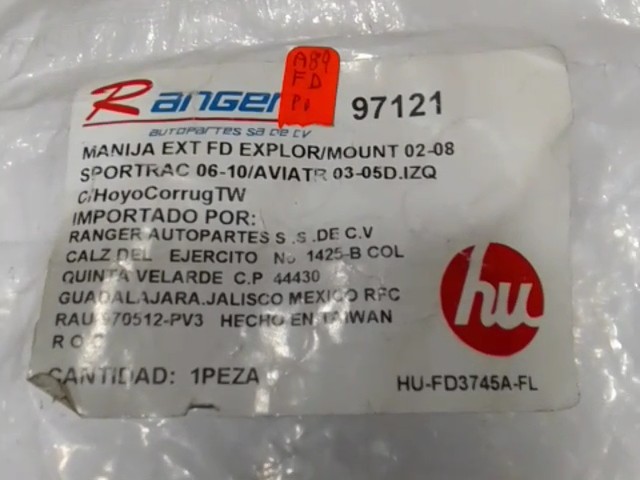 Ranger
A89
FD
97121
AUTOPARTES SA DE CV
MANIJA EXT FD EXPLOR/MOUNT 02-08
SPORTRAC 06-10/AVIATR 03-05D.IZQ
C/HoyoCorrugTW
IMPORTADO POR:
RANGER AUTOPARTES S .S .DE C.V
CALZ DEL EJERCITO No 1425-B COL
QUINTA VELARDE C.P 44430
GUADALAJARA.JALISCO MEXICO RFC
RAU 970512-PV3 HECHO EN TAIWAN
R O C
CANTIDAD: 1PEZA
hu
HU-FD3745A-FL